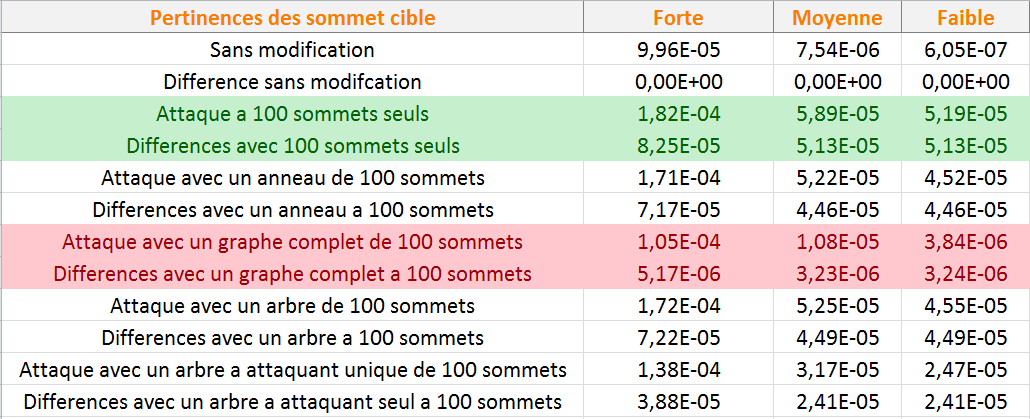 Pertinences des sommet cible Forte Moyenne Faible
Sans modification 9,96E-05 7,54E-06 6,05E-07
Difference sans modifcation 0,00E+00 0,00E+00 0,00E+00
Attaque a 100 sommets seuls 1,82E-04 5,89E-05 5,19E-05
Differences avec 100 sommets seuls 8,25E-05 5,13E-05 5,13E-05
Attaque avec un anneau de 100 sommets 1,71E-04 5,22E-05 4,52E-05
Differences avec un anneau a 100 sommets 7,17E-05 4,46E-05 4,46E-05
Attaque avec un graphe complet de 100 sommets 1,05E-04 1,08E-05 3,84E-06
Differences avec un graphe complet a 100 sommets 5,17E-06 3,23E-06 3,24E-06
Attaque avec un arbre de 100 sommets 1,72E-04 5,25E-05 4,55E-05
Differences avec un arbre a 100 sommets 7,22E-05 4,49E-05 4,49E-05
Attaque avec un arbre a attaquant unique de 100 sommets 1,38E-04 3,17E-05 2,47E-05
Differences avec un arbre a attaquant seul a 100 sommets 3,88E-05 2,41E-05 2,41E-05